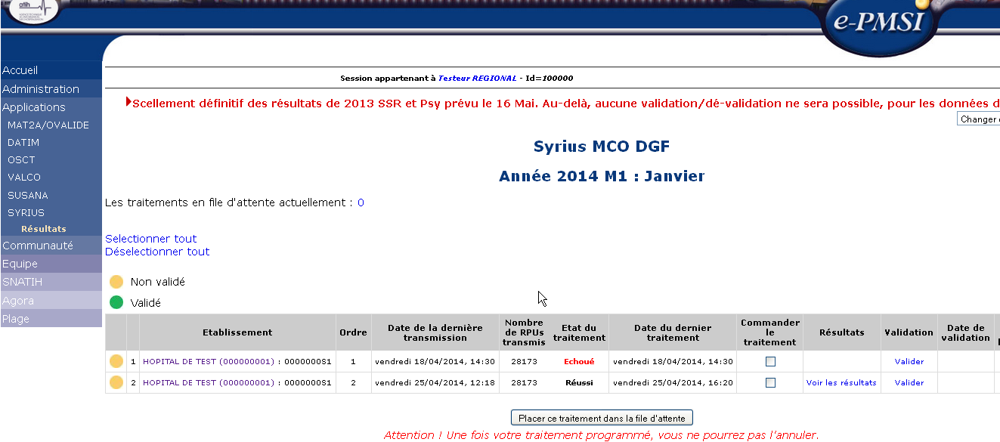 atih
e-PMSI
Accueil
Administration
Applications
MAT2A/OVALIDE
DATIM
OSCT
VALCO
SUSANA
SYRIUS
Résultats
Communauté
Equipe
SNATIH
Agora
Plage
Session appartenant à Testeur REGIONAL - Id=100000
Scellement définitif des résultats de 2013 SSR et Psy prévu le 16 Mai. Au-delà, aucune validation/dé-validation ne sera possible, pour les données d
Changer
Syrius MCO DGF
Année 2014 M1 : Janvier
Les traitements en file d'attente actuellement : 0
Selectionner tout
Déselectionner tout
Non validé
Validé
Etablissement Ordre Date de la dernière transmission Nombre de RPUs transmis Etat du traitement Date du dernier traitement Commander le traitement Résultats Validation Date de validation
1 HOPITAL DE TEST (000000001) : 0000000S1 1 vendredi 18/04/2014, 14:30 28173 Echoué vendredi 18/04/2014, 14:30 Valider
2 HOPITAL DE TEST (000000001) : 0000000S1 2 vendredi 25/04/2014, 12:18 28173 Réussi vendredi 25/04/2014, 16:20 Voir les résultats Valider
Placer ce traitement dans la file d'attente
Attention ! Une fois votre traitement programmé, vous ne pourrez pas l'annuler.